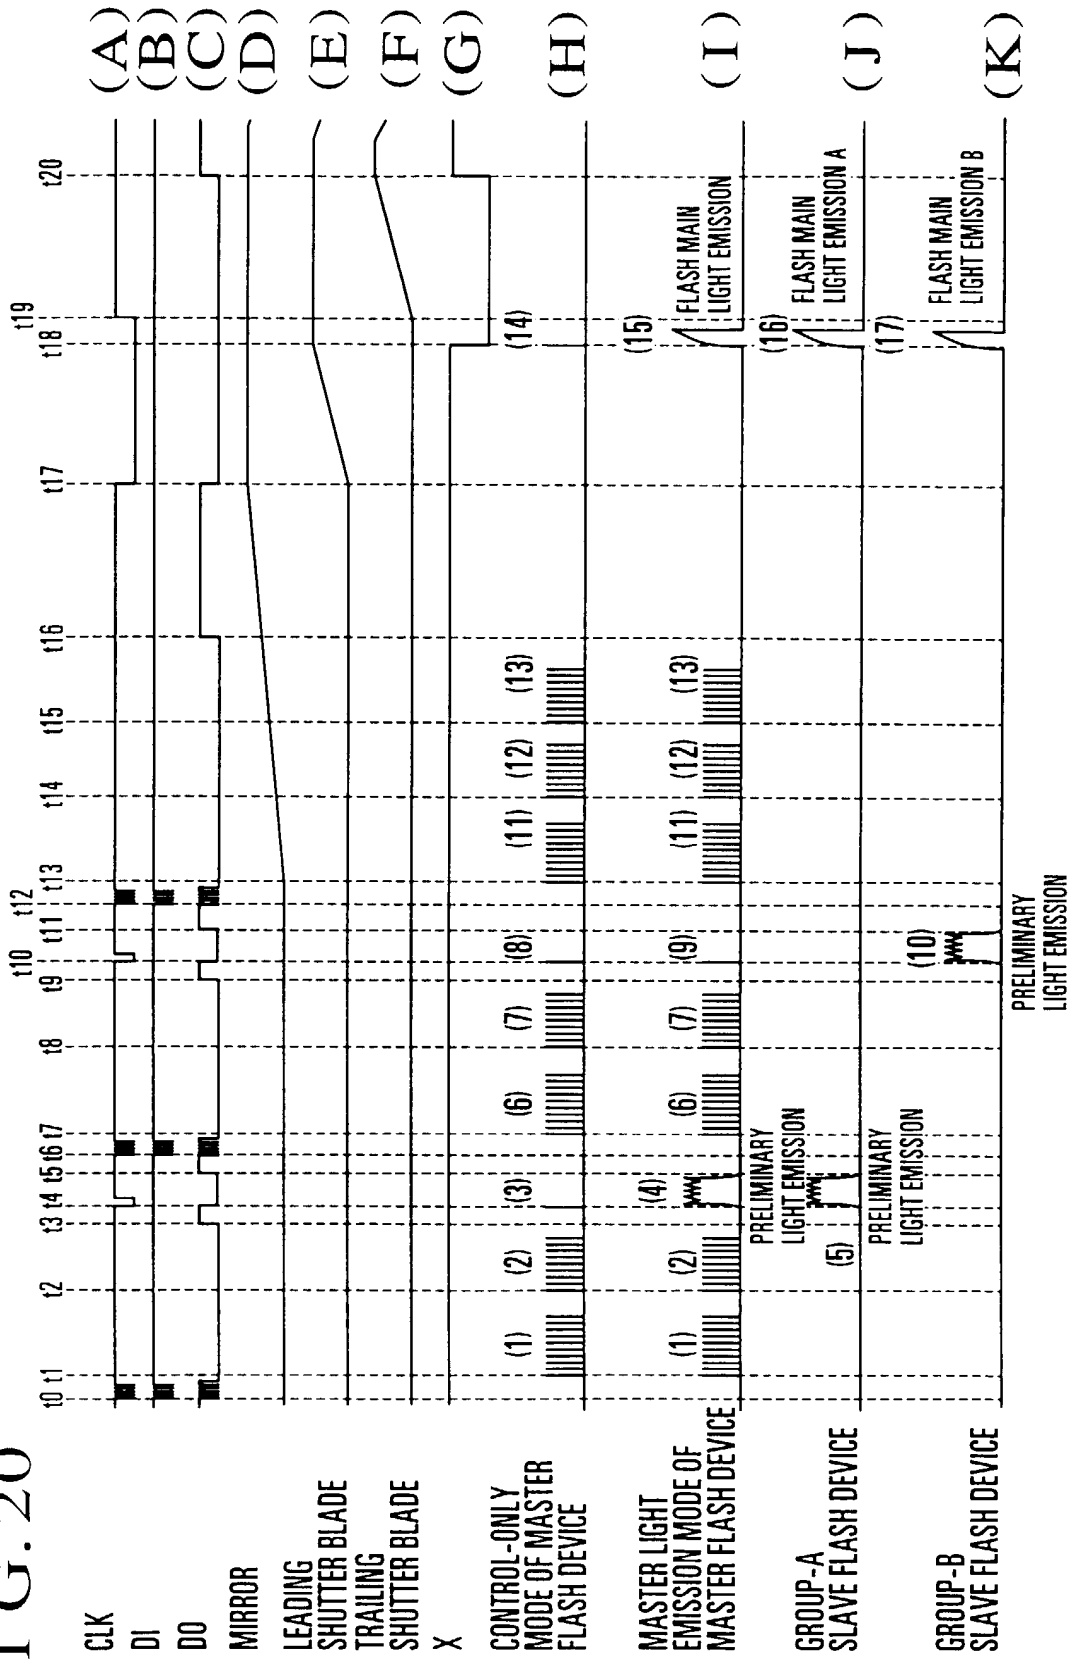 FIG. 20
t0 t1 t2 t3 t4 t5 t6 t7 t8 t9 t10 t11 t12 t13 t14 t15 t16 t17 t18 t19 t20
CLK (A)
DI (B)
DO (C)
MIRROR (D)
LEADING
SHUTTER BLADE (E)
TRAILING
SHUTTER BLADE (F)
X (G)
CONTROL-ONLY
MODE OF MASTER
FLASH DEVICE
(1) (2) (3) (6) (7) (8) (11) (12) (13) (14) (H)
MASTER LIGHT
EMISSION MODE OF
MASTER FLASH DEVICE
(1) (2) (4) (6) (7) (9) (11) (12) (13) (15) (I)
PRELIMINARY
LIGHT EMISSION
FLASH MAIN
LIGHT EMISSION
GROUP-A
SLAVE FLASH DEVICE
(5) (16) (J)
PRELIMINARY
LIGHT EMISSION
FLASH MAIN
LIGHT EMISSION A
GROUP-B
SLAVE FLASH DEVICE
(10) (17) (K)
PRELIMINARY
LIGHT EMISSION
FLASH MAIN
LIGHT EMISSION B